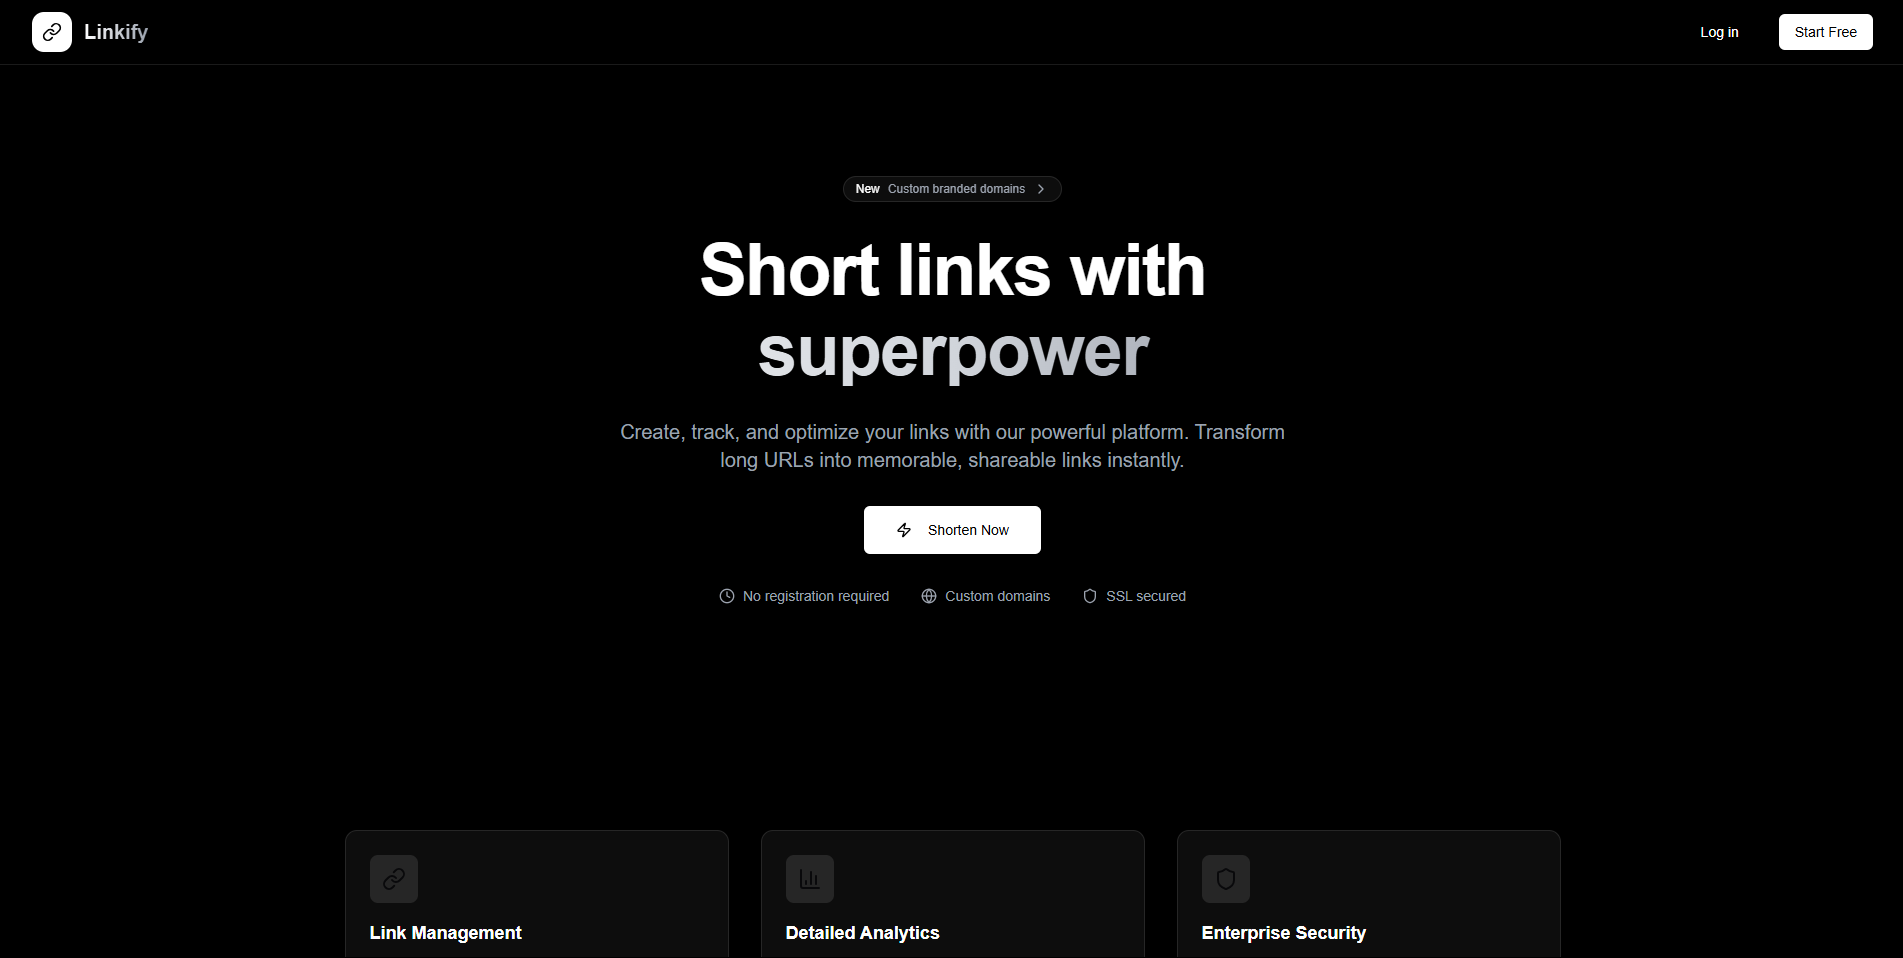 Linkify
Log in
Start Free
New Custom branded domains
Short links with
superpower
Create, track, and optimize your links with our powerful platform. Transform
long URLs into memorable, shareable links instantly.
Shorten Now
No registration required
Custom domains
SSL secured
Link Management
Detailed Analytics
Enterprise Security